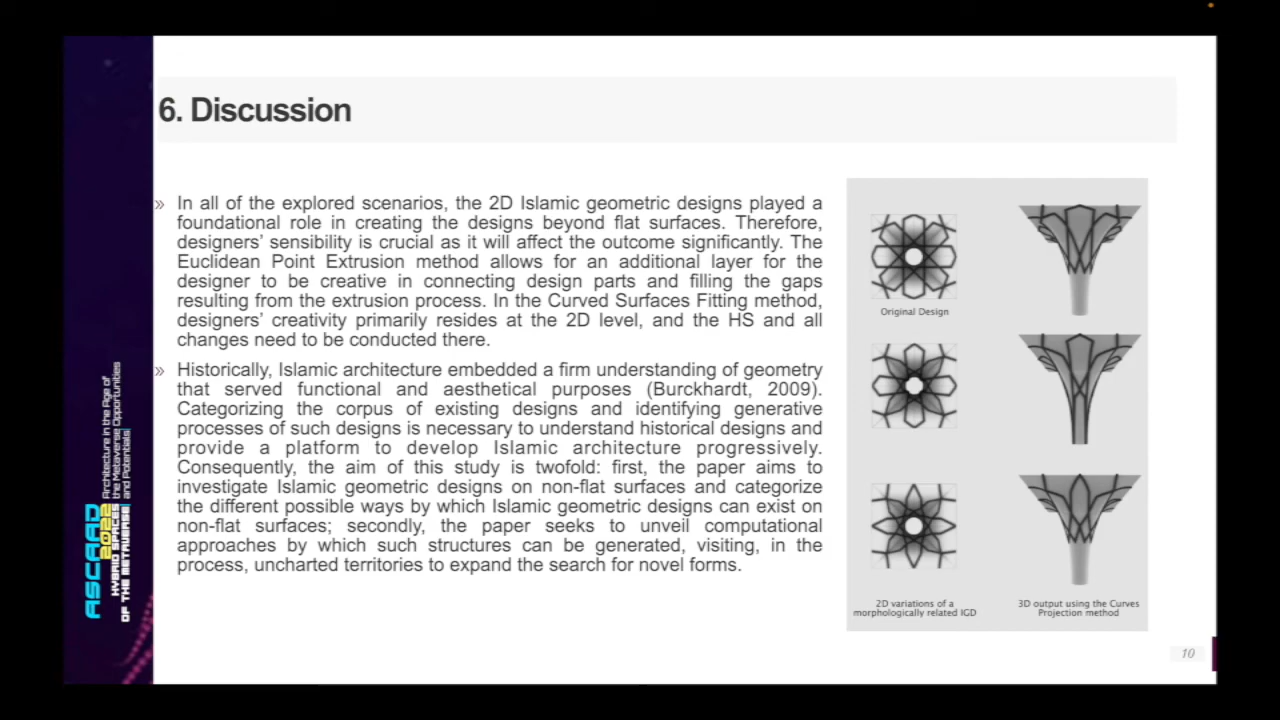 6. Discussion
» In all of the explored scenarios, the 2D Islamic geometric designs played a
foundational role in creating the designs beyond flat surfaces. Therefore,
designers' sensibility is crucial as it will affect the outcome significantly. The
Euclidean Point Extrusion method allows for an additional layer for the
designer to be creative in connecting design parts and filling the gaps
resulting from the extrusion process. In the Curved Surfaces Fitting method,
designers' creativity primarily resides at the 2D level, and the HS and all
changes need to be conducted there.
» Historically, Islamic architecture embedded a firm understanding of geometry
that served functional and aesthetical purposes (Burckhardt, 2009).
Categorizing the corpus of existing designs and identifying generative
processes of such designs is necessary to understand historical designs and
provide a platform to develop Islamic architecture progressively.
Consequently, the aim of this study is twofold: first, the paper aims to
investigate Islamic geometric designs on non-flat surfaces and categorize
the different possible ways by which Islamic geometric designs can exist on
non-flat surfaces; secondly, the paper seeks to unveil computational
approaches by which such structures can be generated, visiting, in the
process, uncharted territories to expand the search for novel forms.
Original Design
2D variations of a
morphologically related IGD
3D output using the Curves
Projection method
ASCAAD
2022
HYBRID SPACES
OF THE METAVERSE
Architecture in the Age of
the Metaverse: Opportunities
and Potentials
10